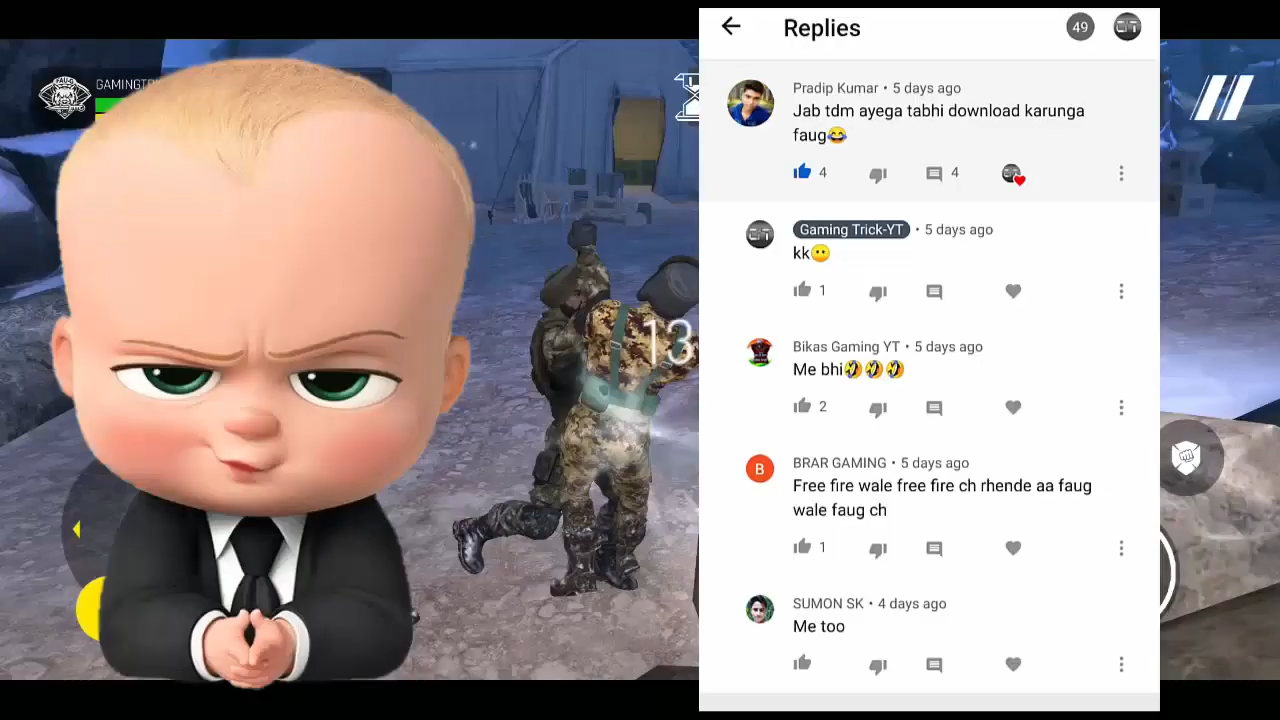 FAU-G
GAMINGTRI
13
Replies
49
Pradip Kumar • 5 days ago
Jab tdm ayega tabhi download karunga
faug😂
4
4
Gaming Trick-YT • 5 days ago
kk😶
1
Bikas Gaming YT • 5 days ago
Me bhi🤣🤣🤣
2
B
BRAR GAMING • 5 days ago
Free fire wale free fire ch rhende aa faug
wale faug ch
1
SUMON SK • 4 days ago
Me too